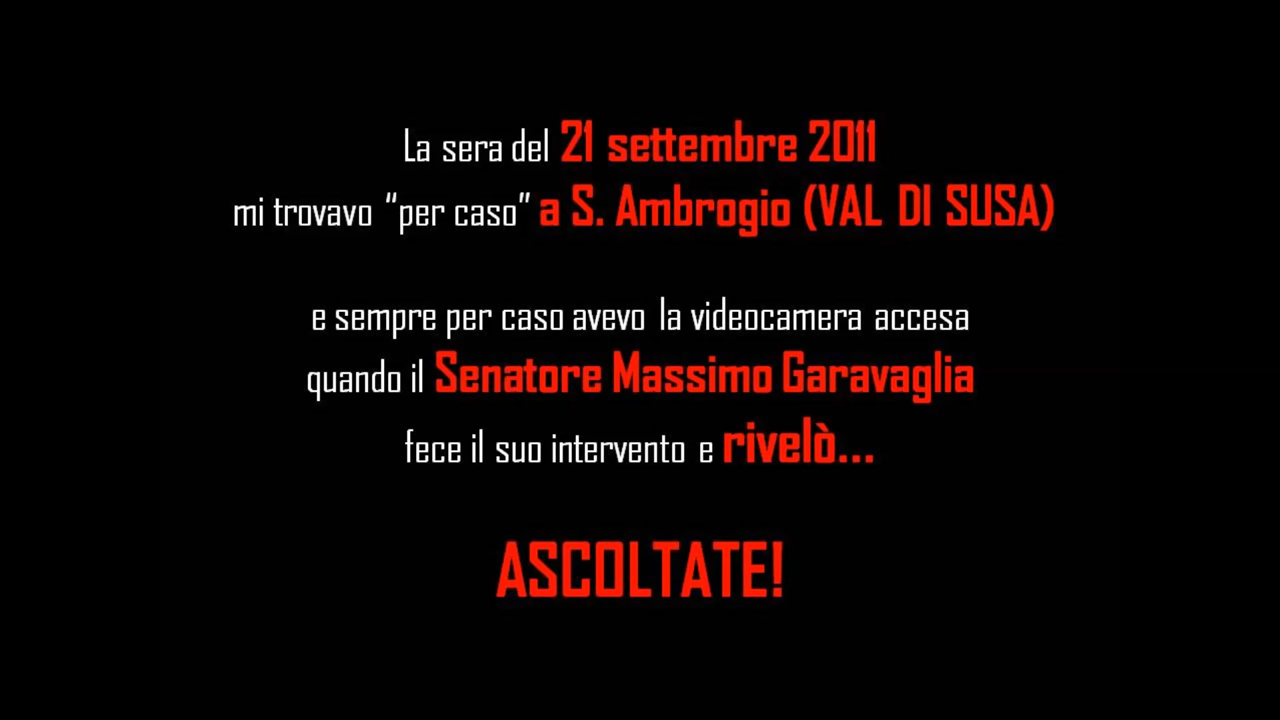 La sera del 21 settembre 2011
mi trovavo “per caso” a S. Ambrogio (VAL DI SUSA)
e sempre per caso avevo la videocamera accesa
quando il Senatore Massimo Garavaglia
fece il suo intervento e rivelò...
ASCOLTATE!